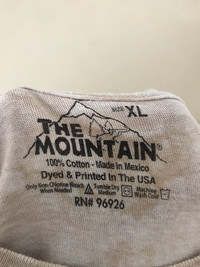 SIZE: XL
THE
MOUNTAIN®
100% Cotton - Made in Mexico
Dyed & Printed In The USA
Only Non-Chlorine Bleach When Needed
Tumble Dry Medium
Machine Wash Cold
RN# 96926